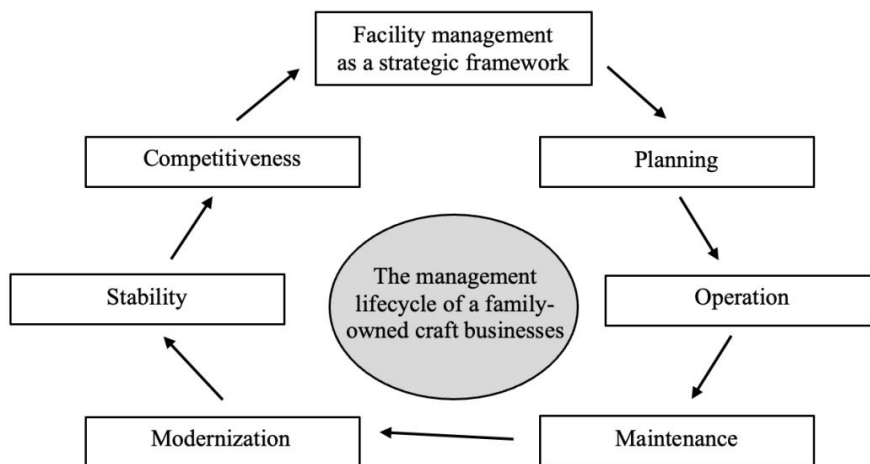 Facility management
as a strategic framework
Competitiveness
Planning
The management
lifecycle of a family-
owned craft businesses
Stability
Operation
Modernization
Maintenance